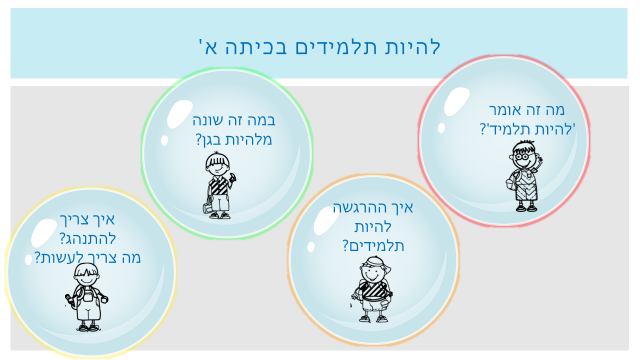 להיות תלמידים בכיתה א'
מה זה אומר
'להיות תלמיד'?
במה זה שונה
מלהיות בגן?
איך ההרגשה
להיות
תלמידים?
איך צריך
להתנהג?
מה צריך לעשות?